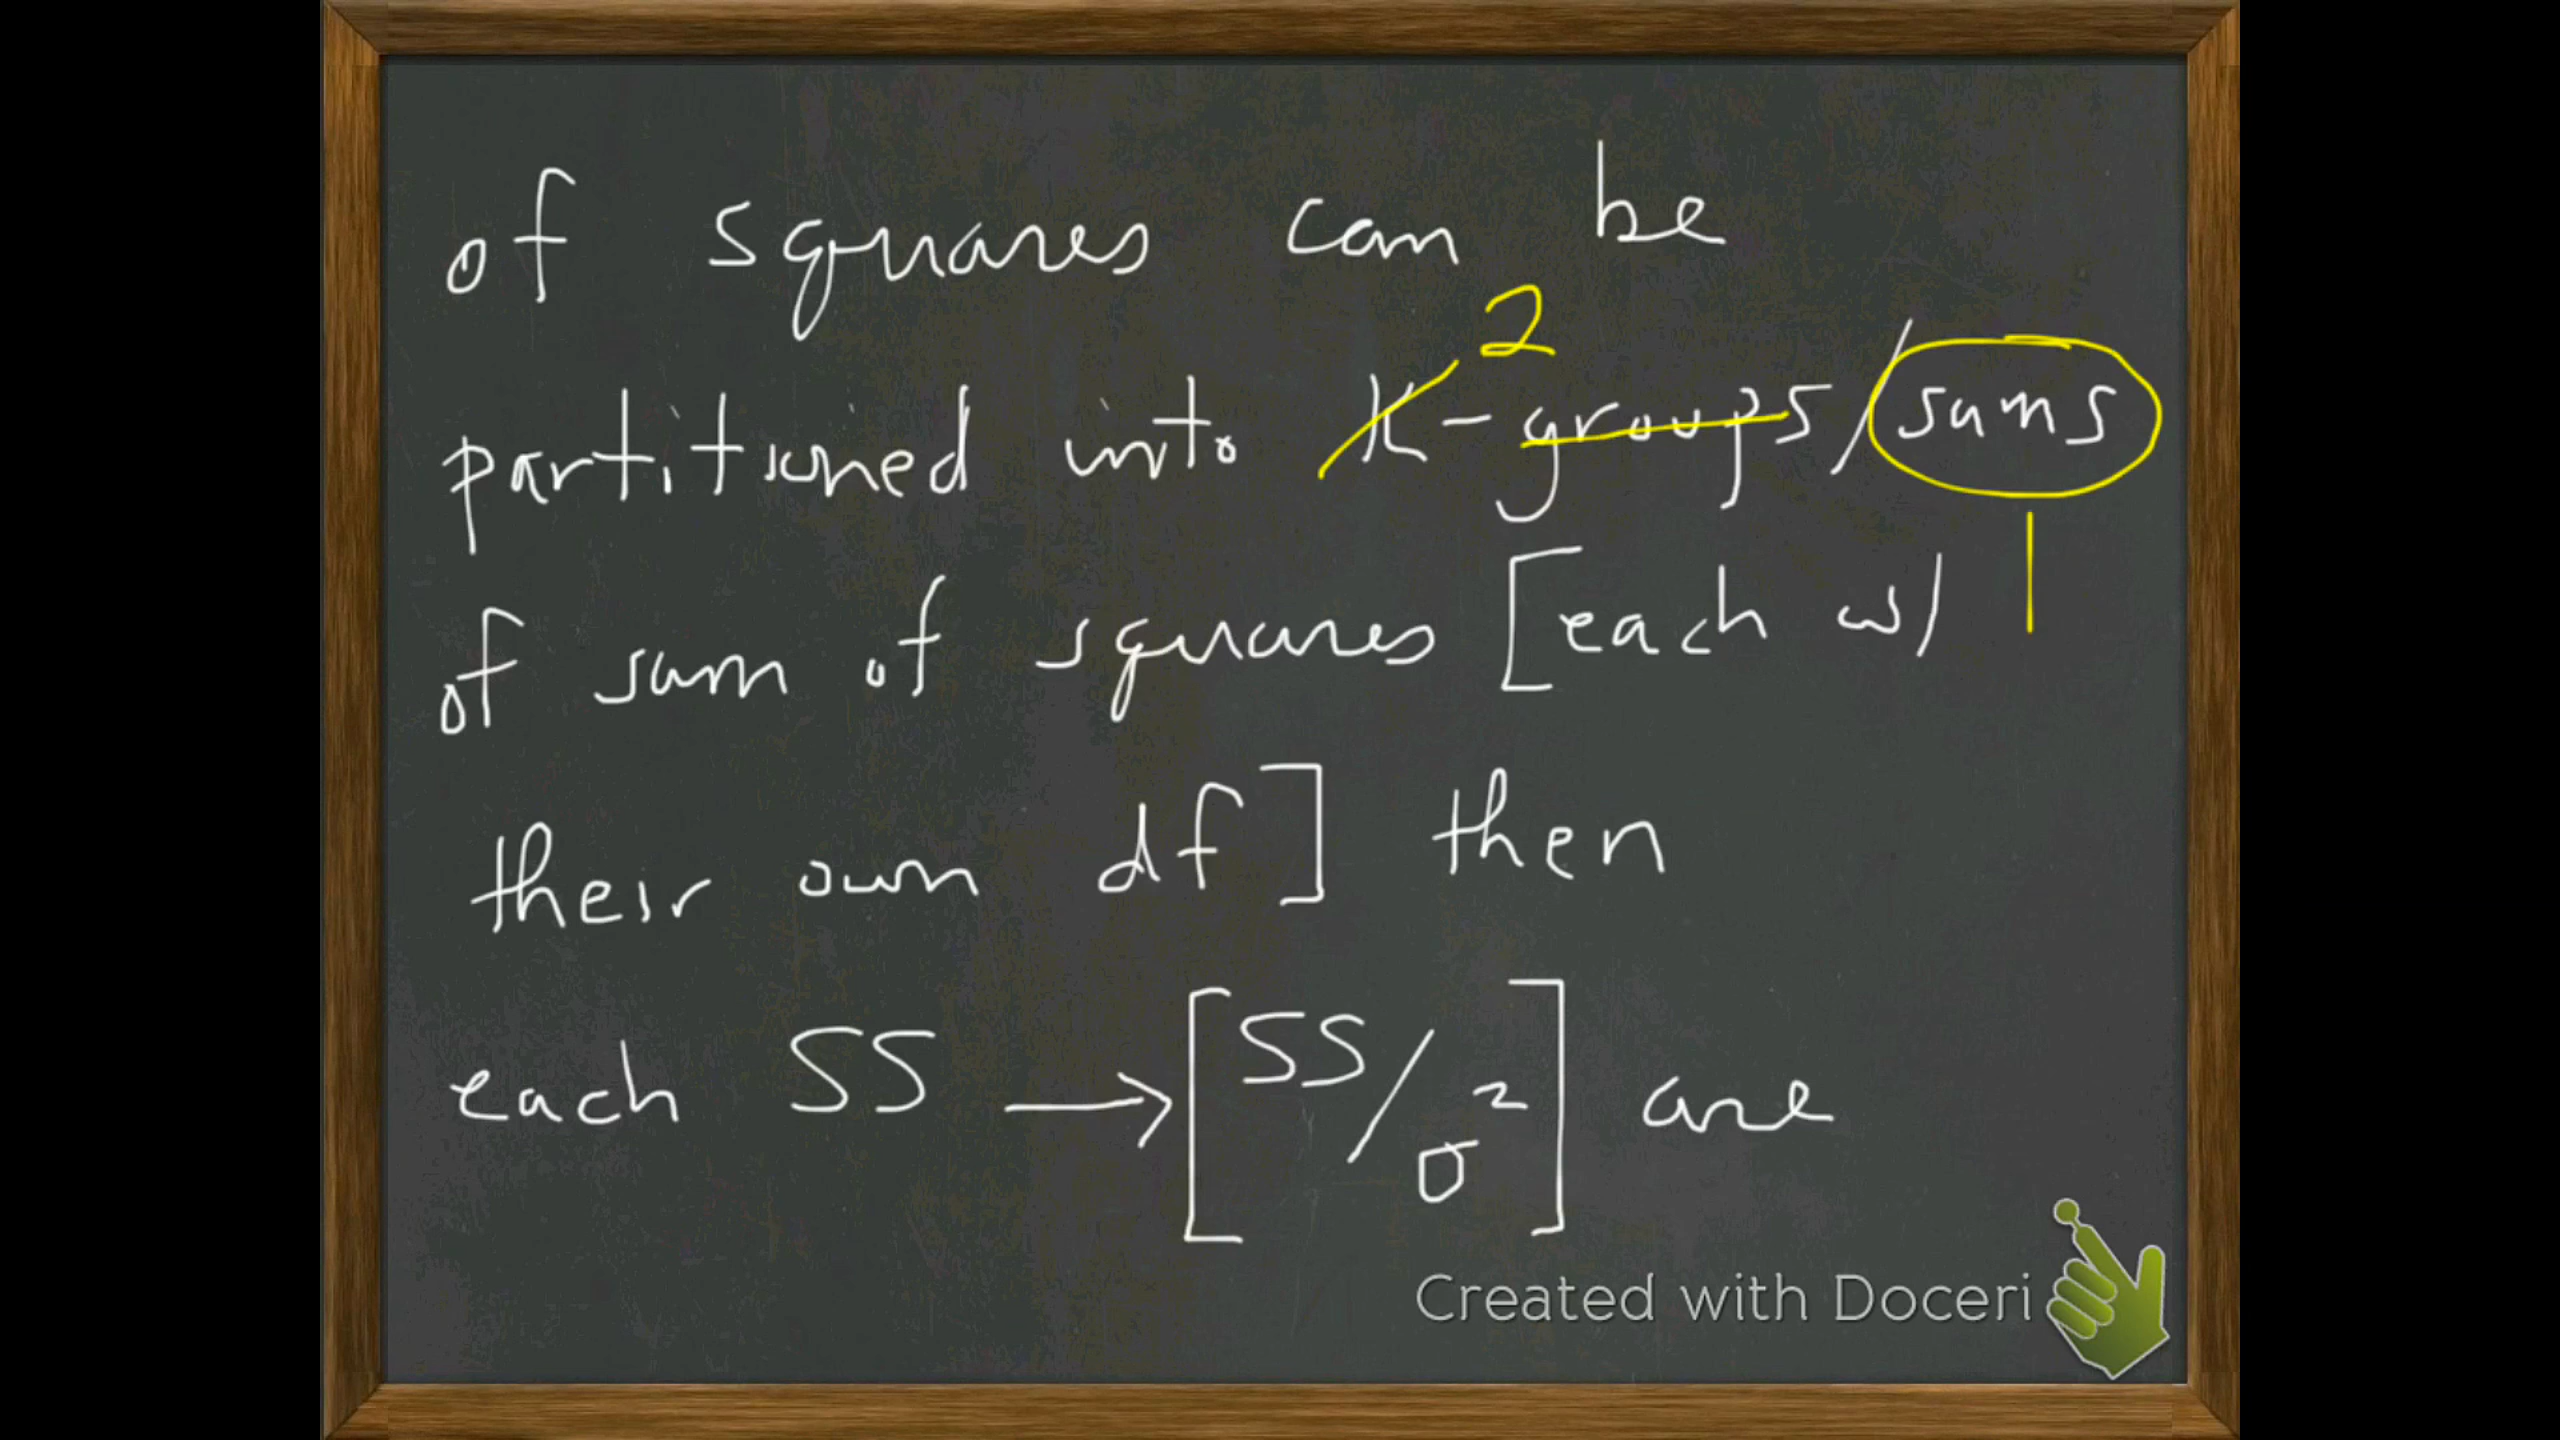 of squares can be
2
partitioned into K-groups/sums
of sum of squares [each w/
their own df] then
each SS → [SS/σ²] are
Created with Doceri